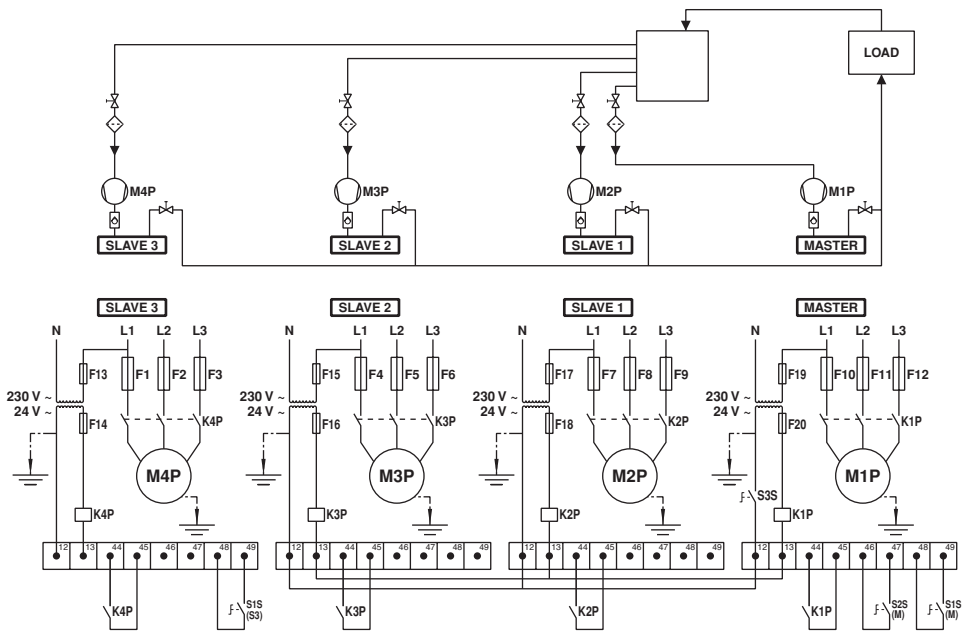 LOAD
M4P M3P M2P M1P
SLAVE 3 SLAVE 2 SLAVE 1 MASTER
SLAVE 3 SLAVE 2 SLAVE 1 MASTER
N L1 L2 L3 N L1 L2 L3 N L1 L2 L3 N L1 L2 L3
F13 F1 F2 F3 F15 F4 F5 F6 F17 F7 F8 F9 F19 F10 F11 F12
230 V ~ 230 V ~ 230 V ~ 230 V ~
24 V ~ 24 V ~ 24 V ~ 24 V ~
F14 K4P F16 K3P F18 K2P F20 K1P
M4P M3P M2P M1P
S3S
K4P K3P K2P K1P
12 13 44 45 46 47 48 49 12 13 44 45 46 47 48 49 12 13 44 45 46 47 48 49 12 13 44 45 46 47 48 49
K4P S1S K3P K2P K1P S2S S1S
(S3) (M) (M)